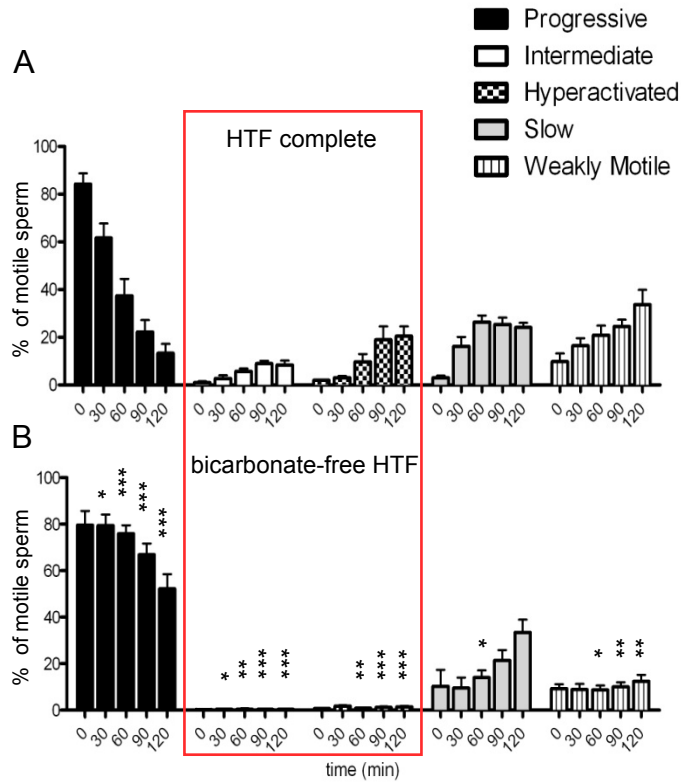 Progressive
Intermediate
Hyperactivated
Slow
Weakly Motile
A
HTF complete
% of motile sperm
100
80
60
40
20
0
0 30 60 90 120 0 30 60 90 120 0 30 60 90 120 0 30 60 90 120 0 30 60 90 120
B
bicarbonate-free HTF
% of motile sperm
100
80
60
40
20
0
* *** *** *** * ** *** *** ** *** *** * * ** **
0 30 60 90 120 0 30 60 90 120 0 30 60 90 120 0 30 60 90 120 0 30 60 90 120
time (min)